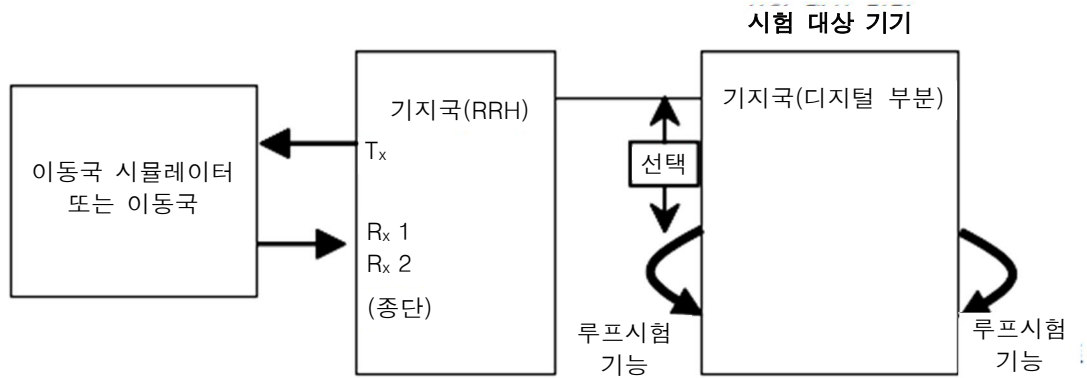 시험 대상 기기
이동국 시뮬레이터
또는 이동국
기지국(RRH)
Tx
Rx 1
Rx 2
(종단)
선택
루프시험
기능
기지국(디지털 부분)
루프시험
기능